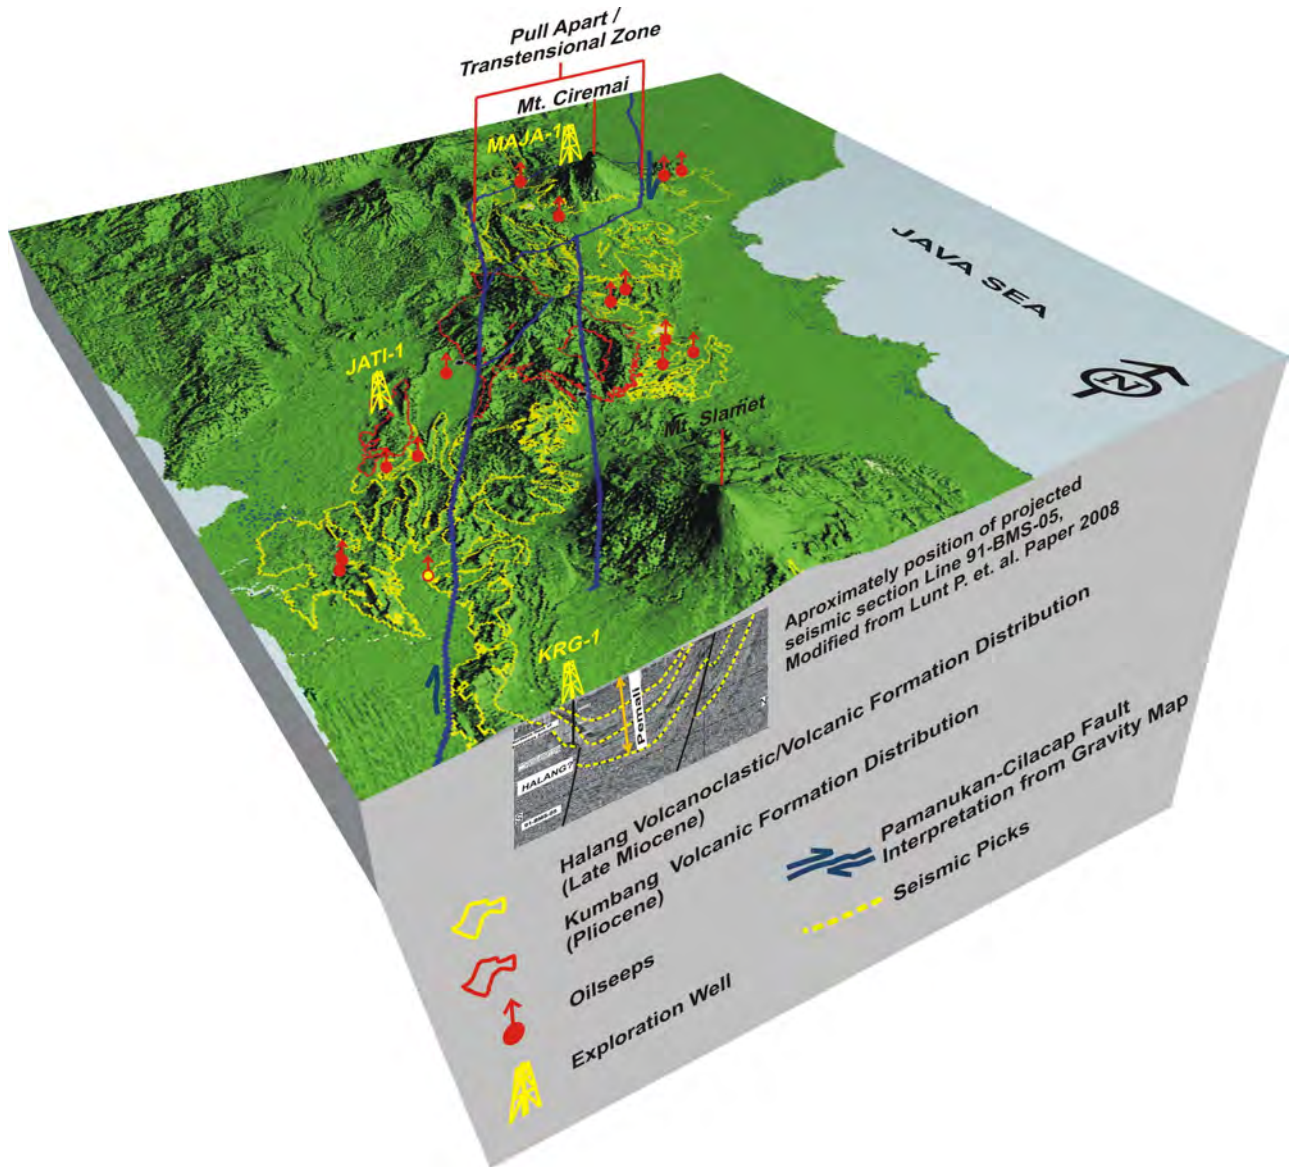 Pull Apart /
Transtensional Zone
Mt. Ciremai
MAJA-1
JAVA SEA
N
JATI-1
Mt. Slamet
KRG-1
Pemali
HALANG?
Aproximately position of projected
seismic section Line 91-BMS-05,
Modified from Lunt P. et. al. Paper 2008
Halang Volcanoclastic/Volcanic Formation Distribution
(Late Miocene)
Kumbang Volcanic Formation Distribution
(Pliocene)
Oilseeps
Exploration Well
Pamanukan-Cilacap Fault
Interpretation from Gravity Map
Seismic Picks